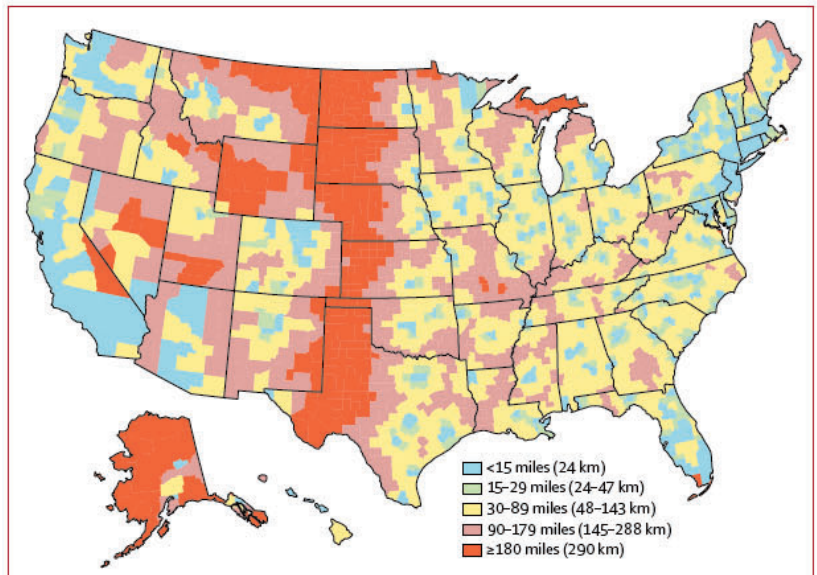 <15 miles (24 km)
15–29 miles (24–47 km)
30–89 miles (48–143 km)
90–179 miles (145–288 km)
≥180 miles (290 km)